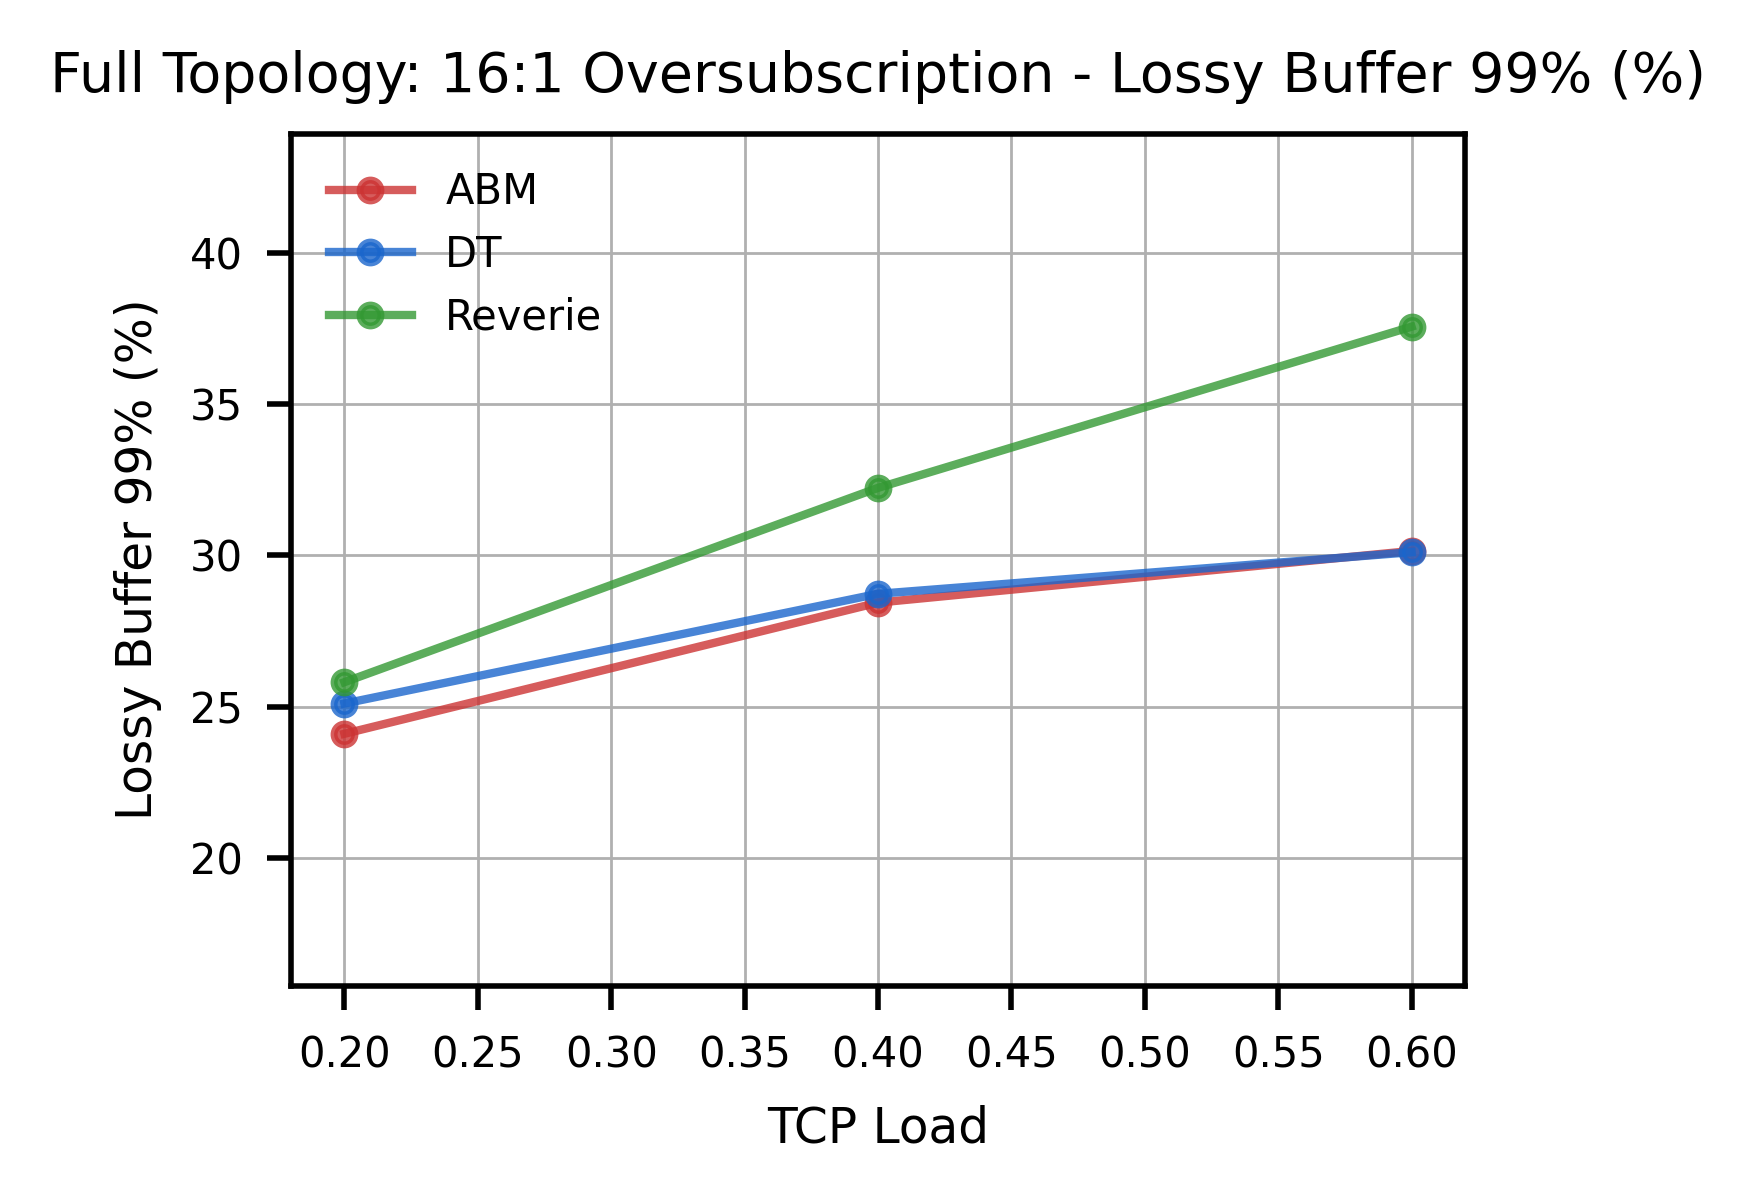 Full Topology: 16:1 Oversubscription - Lossy Buffer 99% (%)
ABM
DT
Reverie
Lossy Buffer 99% (%)
40
35
30
25
20
0.20 0.25 0.30 0.35 0.40 0.45 0.50 0.55 0.60
TCP Load